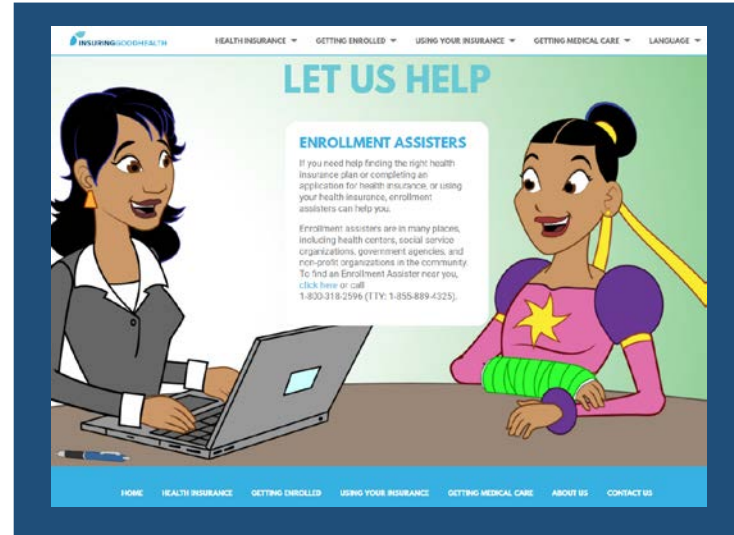 INSURINGGOODHEALTH
HEALTH INSURANCE GETTING ENROLLED USING YOUR INSURANCE GETTING MEDICAL CARE LANGUAGE
LET US HELP
ENROLLMENT ASSISTERS
If you need help finding the right health
insurance plan or completing an
application for health insurance, or using
your health insurance, enrollment
assisters can help you.
Enrollment assisters are in many places,
including health centers, social service
organizations, government agencies, and
non-profit organizations in the community.
To find an Enrollment Assister near you,
click here or call
1-800-318-2596 (TTY: 1-855-889-4325).
HOME HEALTH INSURANCE GETTING ENROLLED USING YOUR INSURANCE GETTING MEDICAL CARE ABOUT US CONTACT US